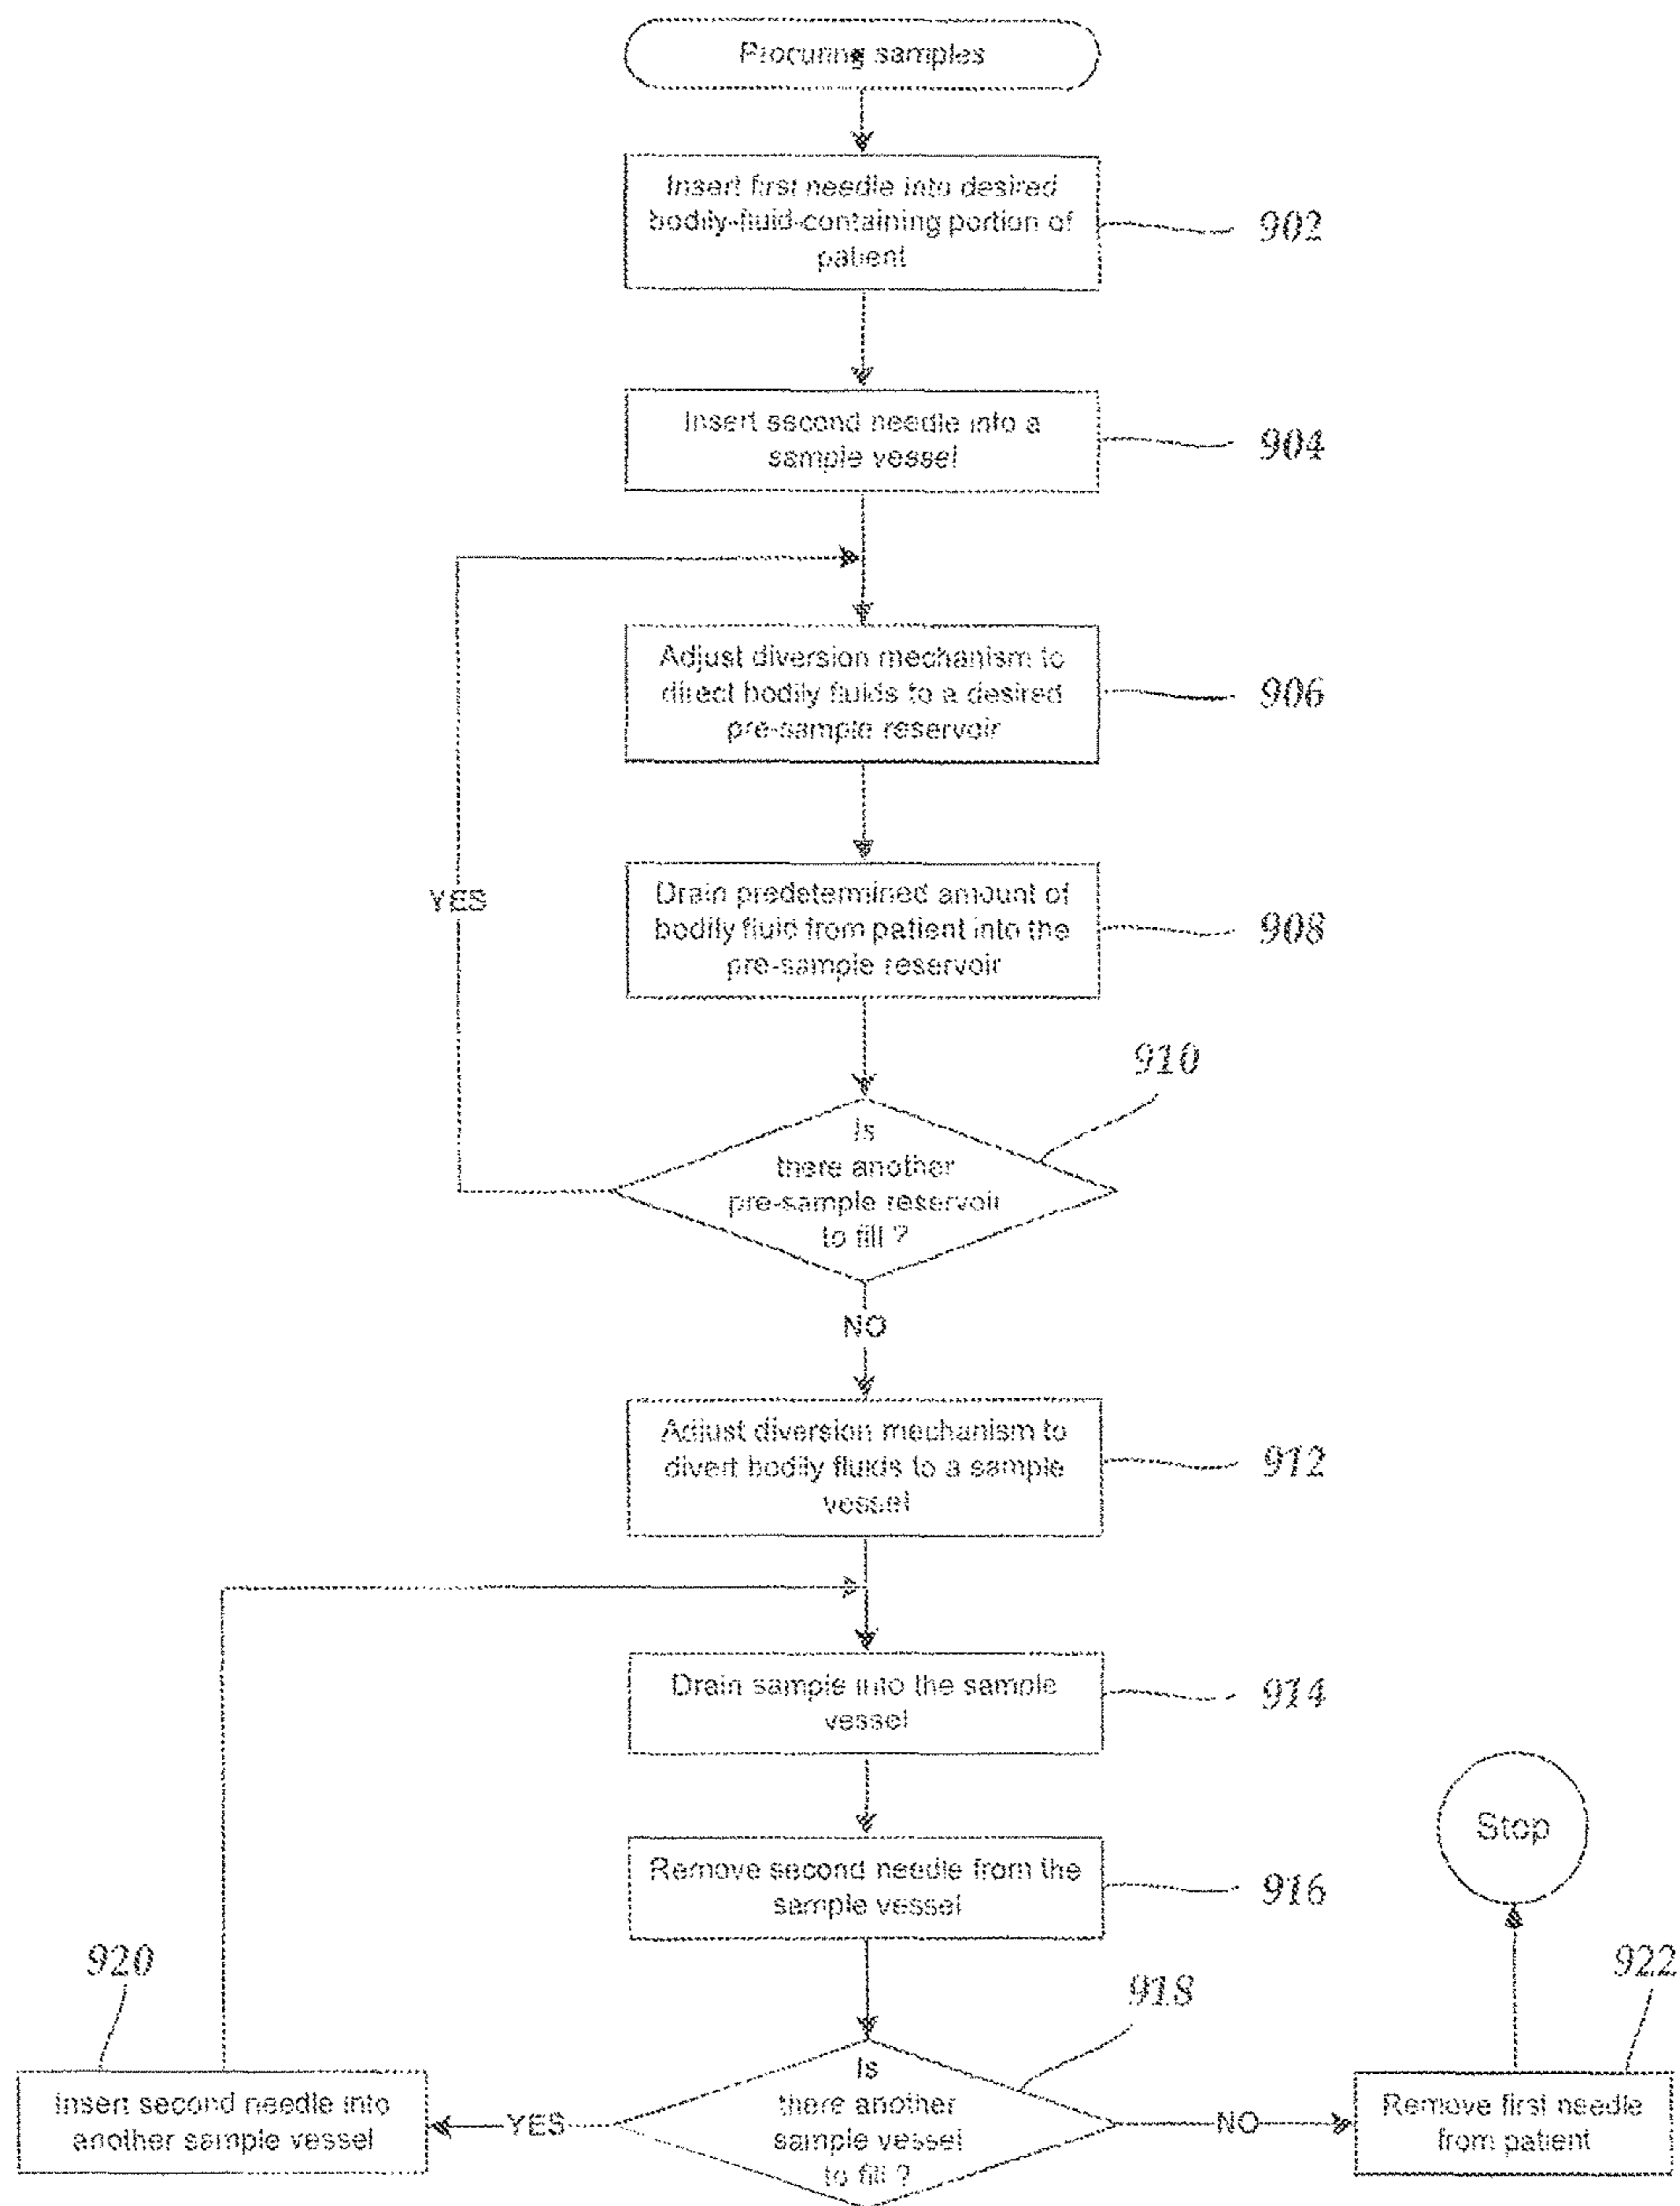 Procuring samples
Insert first needle into desired
bodily-fluid-containing portion of
patient
902
Insert second needle into a
sample vessel
904
Adjust diversion mechanism to
direct bodily fluids to a desired
pre-sample reservoir
906
YES
Drain predetermined amount of
bodily fluid from patient into the
pre-sample reservoir
908
910
Is
there another
pre-sample reservoir
to fill ?
NO
Adjust diversion mechanism to
divert bodily fluids to a sample
vessel
912
Drain sample into the sample
vessel
914
Stop
Remove second needle from the
sample vessel
916
920
918
922
Insert second needle into
another sample vessel
YES
Is
there another
sample vessel
to fill ?
NO
Remove first needle
from patient